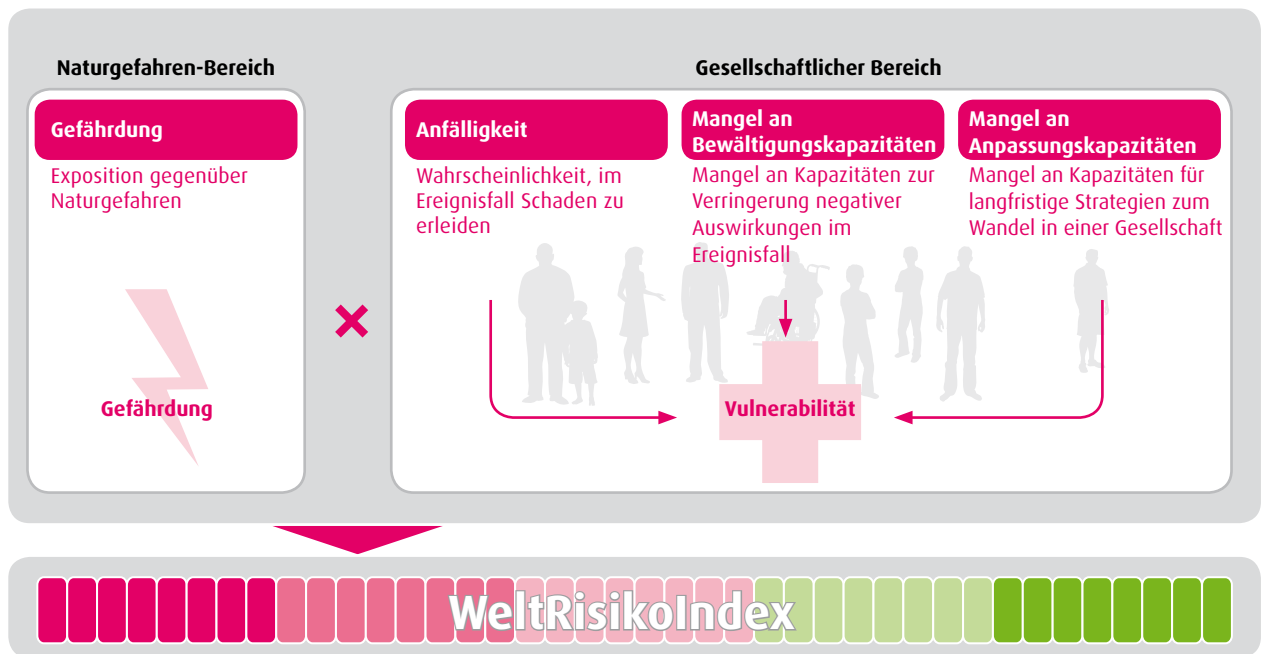 Naturgefahren-Bereich
Gefährdung
Exposition gegenüber
Naturgefahren
Gefährdung
Gesellschaftlicher Bereich
Anfälligkeit
Wahrscheinlichkeit, im
Ereignisfall Schaden zu
erleiden
Mangel an
Bewältigungskapazitäten
Mangel an Kapazitäten zur
Verringerung negativer
Auswirkungen im
Ereignisfall
Mangel an
Anpassungskapazitäten
Mangel an Kapazitäten für
langfristige Strategien zum
Wandel in einer Gesellschaft
Vulnerabilität
WeltRisikoIndex